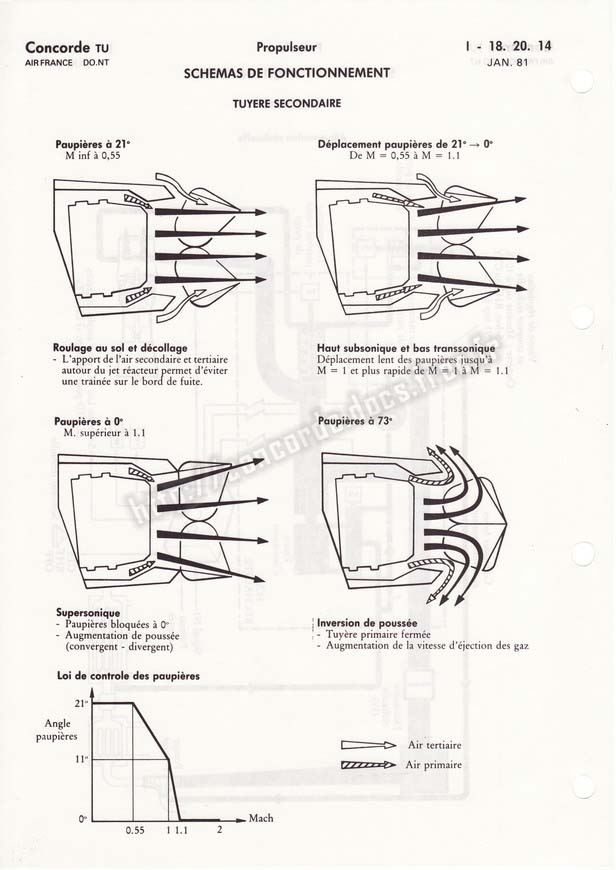 Concorde TU
AIR FRANCE DO.NT
Propulseur
I - 18. 20. 14
JAN. 81
SCHEMAS DE FONCTIONNEMENT
TUYERE SECONDAIRE
Paupières à 21°
M inf à 0,55
Déplacement paupières de 21° → 0°
De M = 0,55 à M = 1.1
Roulage au sol et décollage
- L'apport de l'air secondaire et tertiaire
autour du jet réacteur permet d'éviter
une trainée sur le bord de fuite.
Haut subsonique et bas transsonique
Déplacement lent des paupières jusqu'à
M = 1 et plus rapide de M = 1 à M = 1.1
Paupières à 0°
M. supérieur à 1.1
Paupières à 73°
Supersonique
- Paupières bloquées à 0°
- Augmentation de poussée
(convergent - divergent)
Inversion de poussée
- Tuyère primaire fermée
- Augmentation de la vitesse d'éjection des gaz
Loi de controle des paupières
21°
Angle
paupières
11°
0°
0.55
1
1.1
2
Mach
Air tertiaire
Air primaire